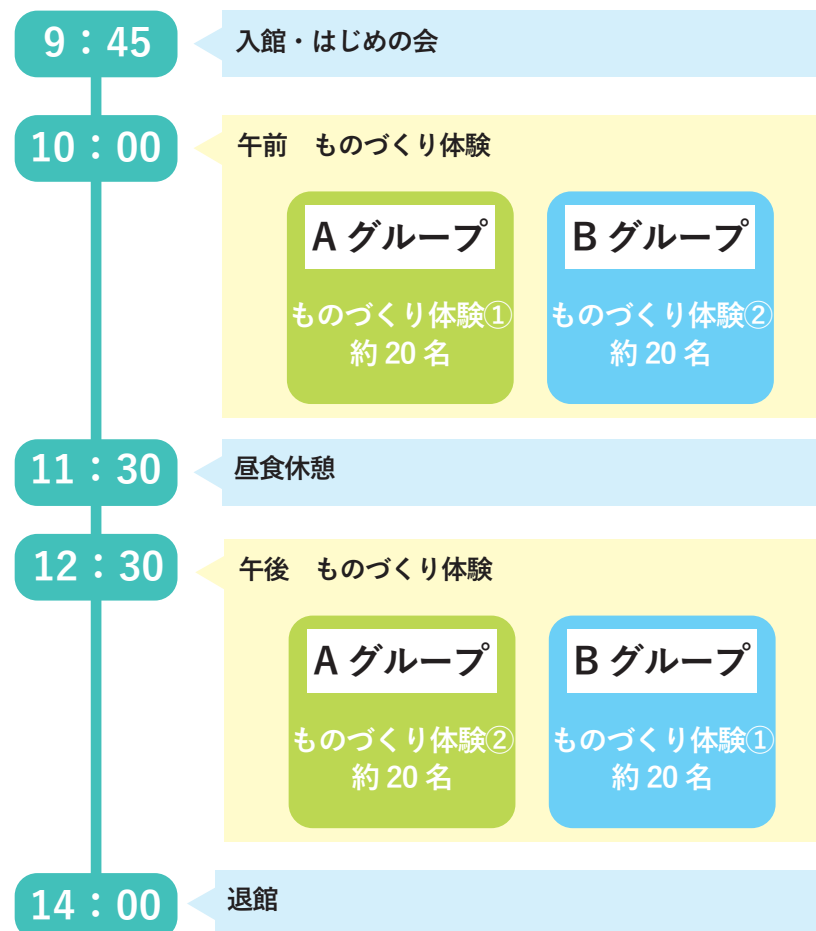 9：45
入館・はじめの会
10：00
午前　ものづくり体験
A グループ
ものづくり体験①
約 20 名
B グループ
ものづくり体験②
約 20 名
11：30
昼食休憩
12：30
午後　ものづくり体験
A グループ
ものづくり体験②
約 20 名
B グループ
ものづくり体験①
約 20 名
14：00
退館